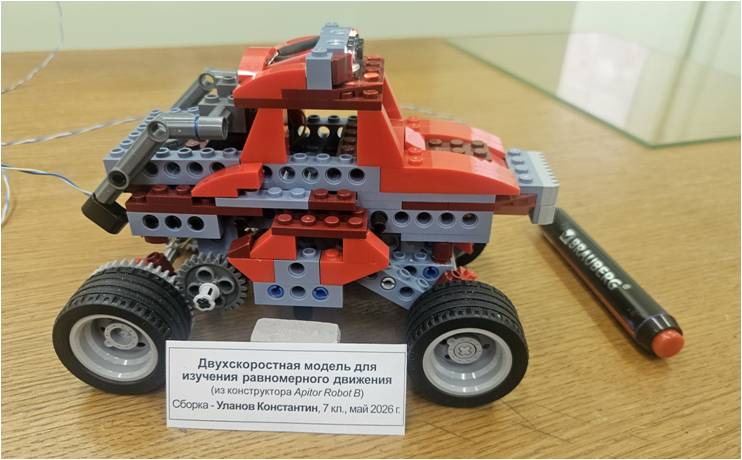 BRAUBERG
Двухскоростная модель для
изучения равномерного движения
(из конструктора Apitor Robot B)
Сборка - Уланов Константин, 7 кл., май 2026 г.